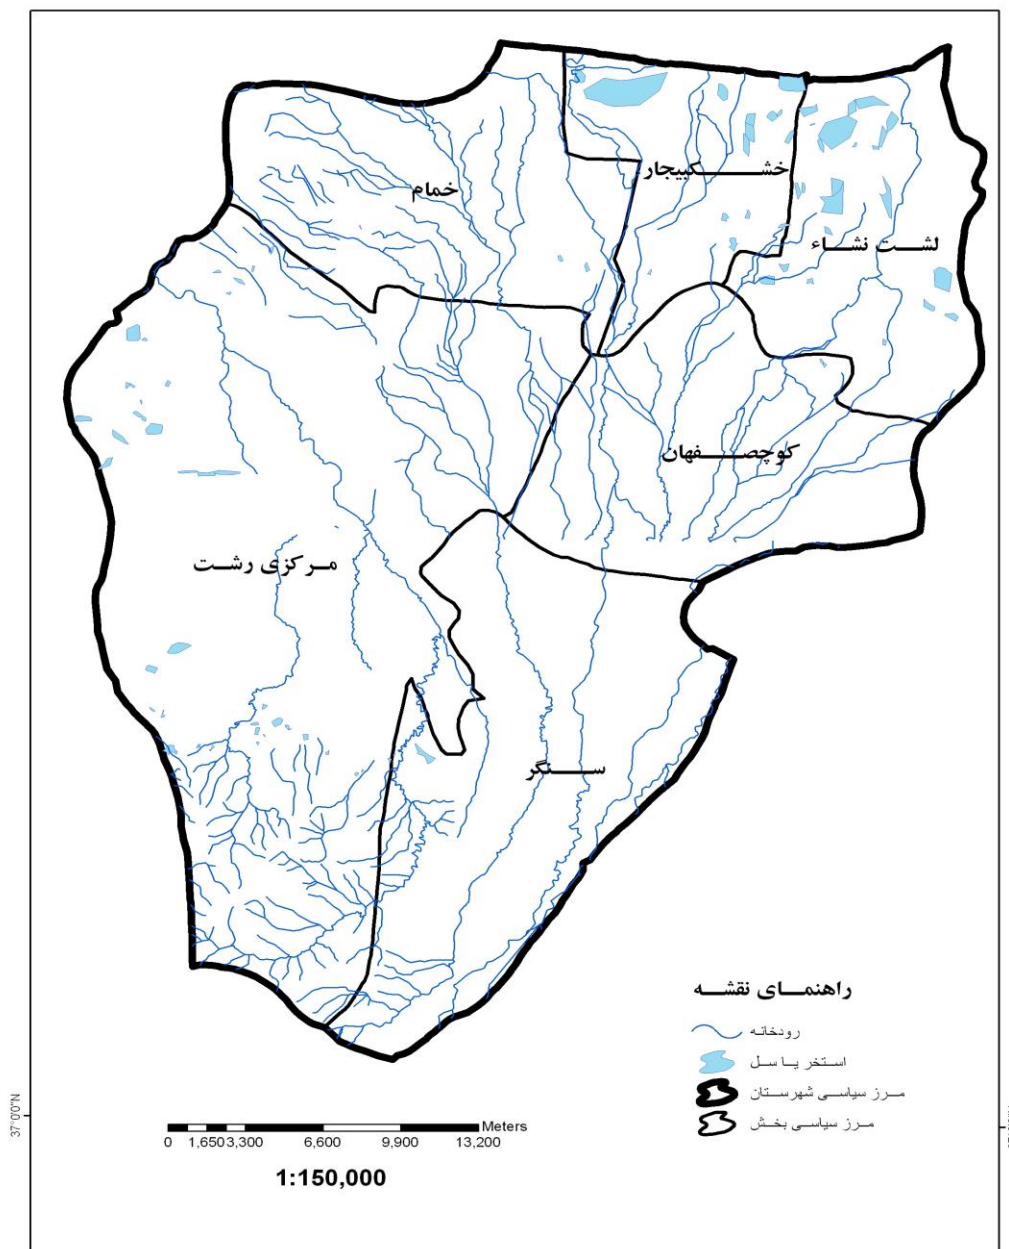 خشکبیجار
خمام
لشت نشاء
کوچصفهان
مرکزی رشت
سنگر
راهنمای نقشه
رودخانه
استخر یا سل
مرز سیاسی شهرستان
مرز سیاسی بخش
37°0'0"N
Meters
0 1,650 3,300 6,600 9,900 13,200
1:150,000